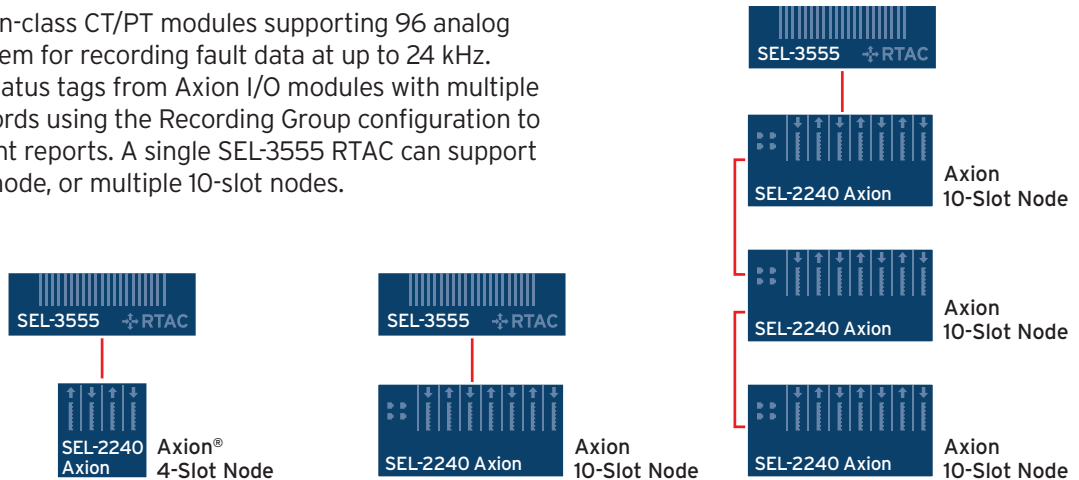 n-class CT/PT modules supporting 96 analog
em for recording fault data at up to 24 kHz.
tatus tags from Axion I/O modules with multiple
ords using the Recording Group configuration to
nt reports. A single SEL-3555 RTAC can support
node, or multiple 10-slot nodes.
SEL-3555 RTAC
SEL-2240 Axion
Axion
10-Slot Node
SEL-2240 Axion
Axion
10-Slot Node
SEL-2240 Axion
Axion
10-Slot Node
SEL-3555 RTAC
SEL-2240
Axion
Axion®
4-Slot Node
SEL-3555 RTAC
SEL-2240 Axion
Axion
10-Slot Node